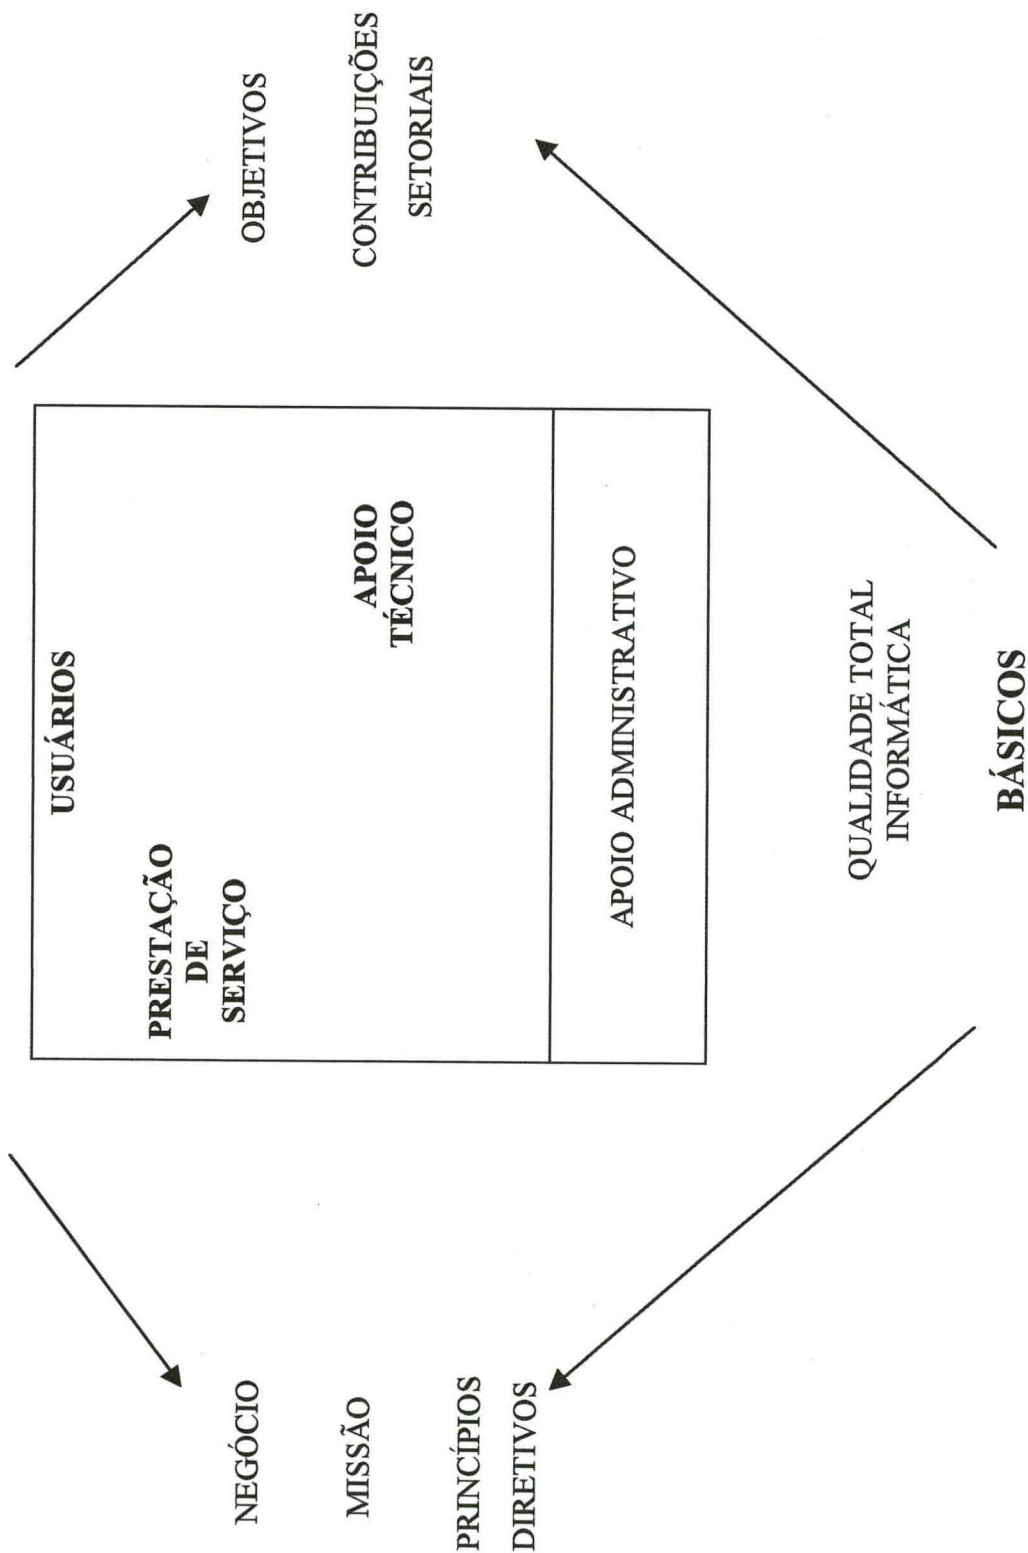 USUÁRIOS
PRESTAÇÃO
DE
SERVIÇO
APOIO
TÉCNICO
APOIO ADMINISTRATIVO
NEGÓCIO
MISSÃO
PRINCÍPIOS
DIRETIVOS
OBJETIVOS
CONTRIBUIÇÕES
SETORIAIS
QUALIDADE TOTAL
INFORMÁTICA
BÁSICOS